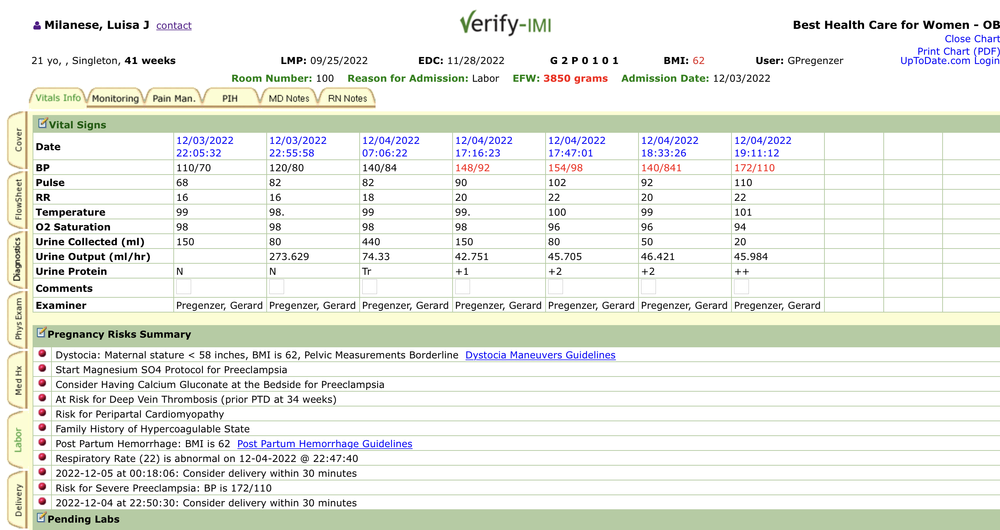 Milanese, Luisa J contact
Verify-IMI
Best Health Care for Women - OB
Close Chart
Print Chart (PDF)
21 yo, , Singleton, 41 weeks LMP: 09/25/2022 EDC: 11/28/2022 G 2 P 0 1 0 1 BMI: 62 User: GPregenzer UpToDate.com Login
Room Number: 100 Reason for Admission: Labor EFW: 3850 grams Admission Date: 12/03/2022
Vitals Info Monitoring Pain Man. PIH MD Notes RN Notes
Cover
FlowSheet
Diagnostics
Phys Exam
Med Hx
Labor
Delivery
Vital Signs
Date 12/03/2022 22:05:32 12/03/2022 22:55:58 12/04/2022 07:06:22 12/04/2022 17:16:23 12/04/2022 17:47:01 12/04/2022 18:33:26 12/04/2022 19:11:12
BP 110/70 120/80 140/84 148/92 154/98 140/841 172/110
Pulse 68 82 82 90 102 92 110
RR 16 16 18 20 22 20 22
Temperature 99 98. 99 99. 100 99 101
O2 Saturation 98 98 98 98 96 96 94
Urine Collected (ml) 150 80 440 150 80 50 20
Urine Output (ml/hr) 273.629 74.33 42.751 45.705 46.421 45.984
Urine Protein N N Tr +1 +2 +2 ++
Comments
Examiner Pregenzer, Gerard Pregenzer, Gerard Pregenzer, Gerard Pregenzer, Gerard Pregenzer, Gerard Pregenzer, Gerard Pregenzer, Gerard
Pregnancy Risks Summary
Dystocia: Maternal stature < 58 inches, BMI is 62, Pelvic Measurements Borderline Dystocia Maneuvers Guidelines
Start Magnesium SO4 Protocol for Preeclampsia
Consider Having Calcium Gluconate at the Bedside for Preeclampsia
At Risk for Deep Vein Thrombosis (prior PTD at 34 weeks)
Risk for Peripartal Cardiomyopathy
Family History of Hypercoagulable State
Post Partum Hemorrhage: BMI is 62 Post Partum Hemorrhage Guidelines
Respiratory Rate (22) is abnormal on 12-04-2022 @ 22:47:40
2022-12-05 at 00:18:06: Consider delivery within 30 minutes
Risk for Severe Preeclampsia: BP is 172/110
2022-12-04 at 22:50:30: Consider delivery within 30 minutes
Pending Labs